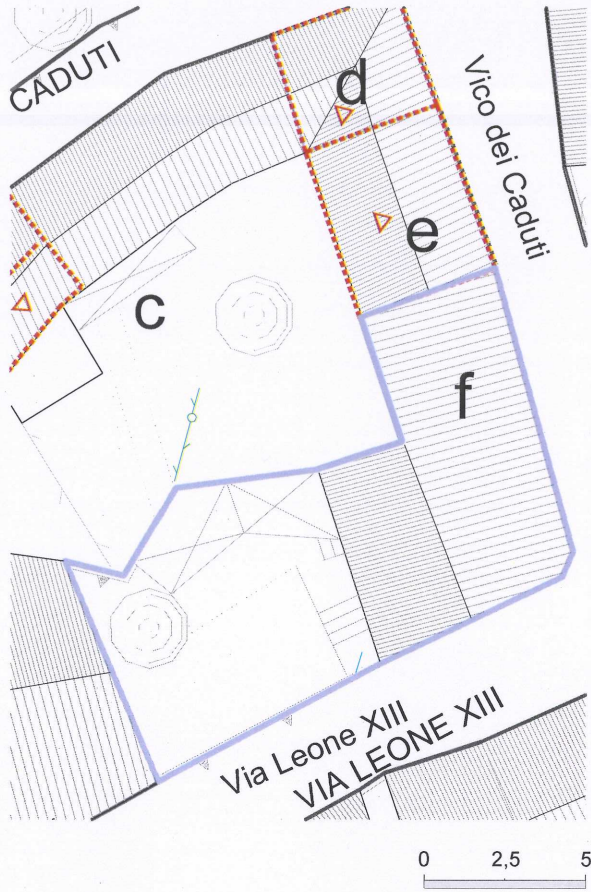 CADUTI
d
Vico dei Caduti
e
c
f
Via Leone XIII
VIA LEONE XIII
0 2,5 5